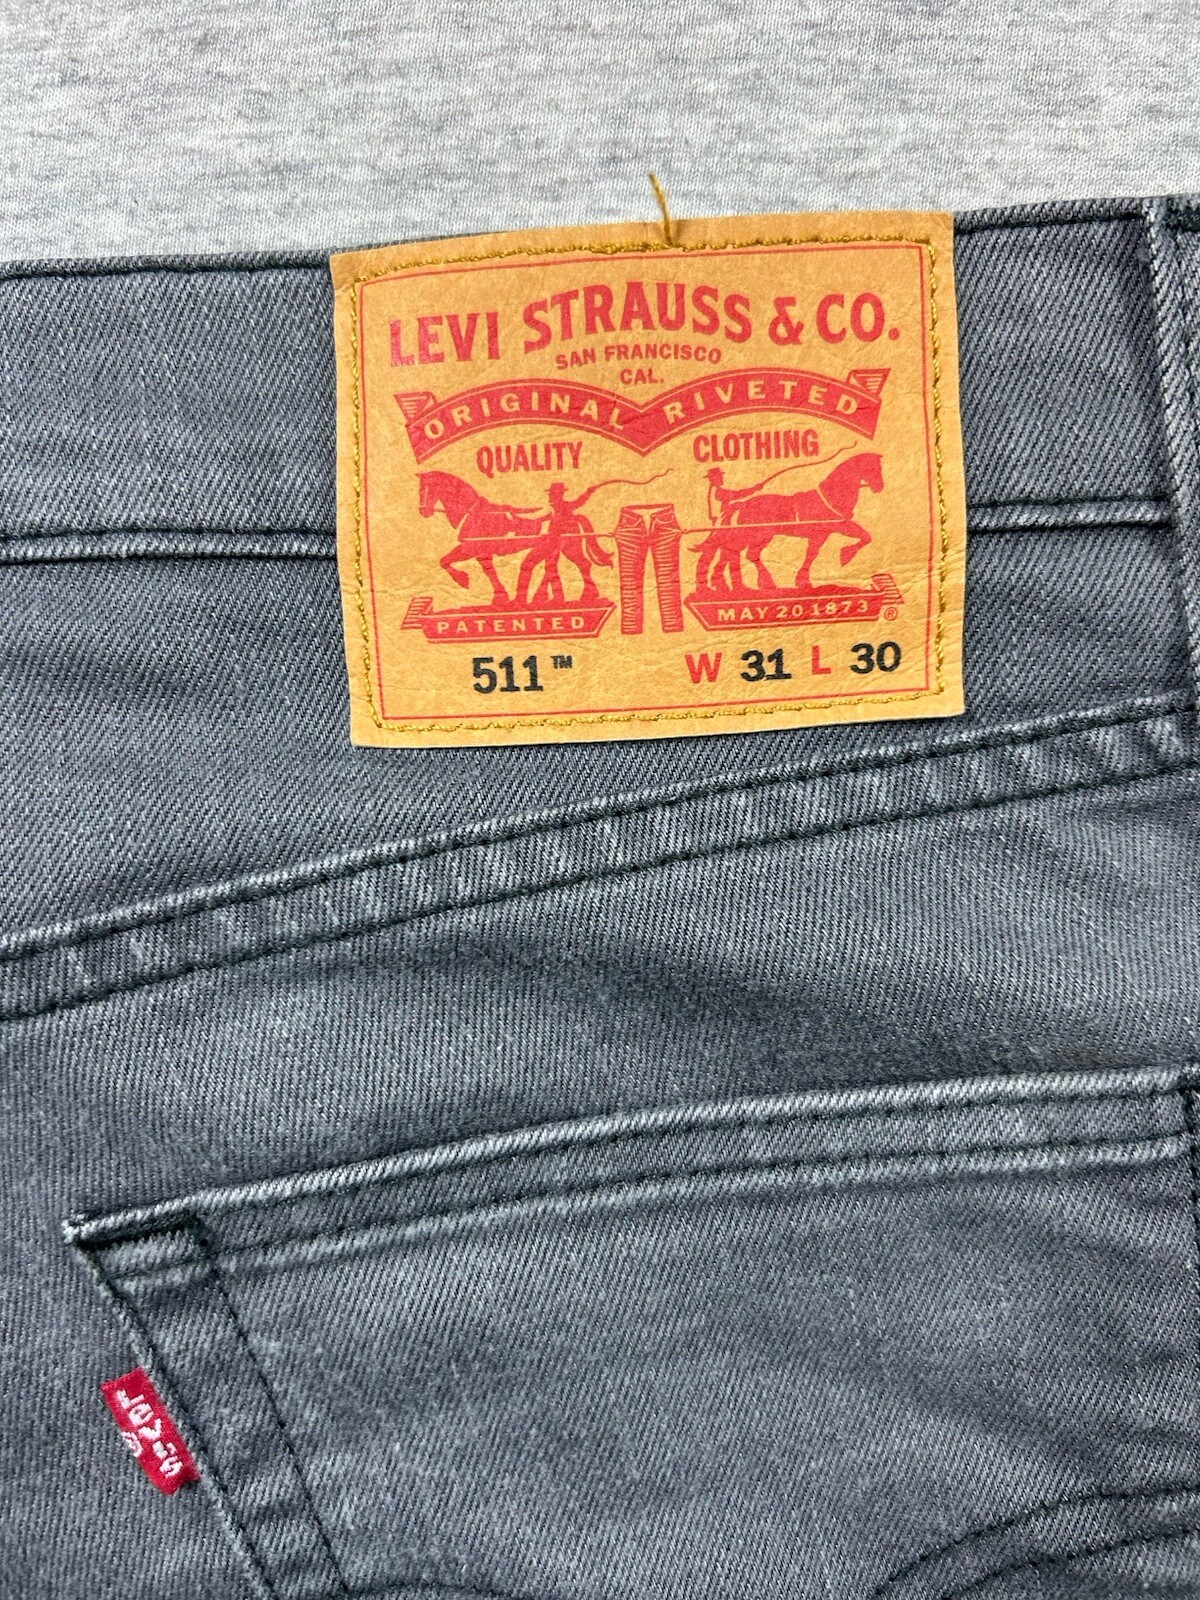 LEVI STRAUSS & CO.
SAN FRANCISCO
CAL.
ORIGINAL RIVETED
QUALITY CLOTHING
PATENTED MAY 20 1873 ®
511™ W 31 L 30
Levi's
®